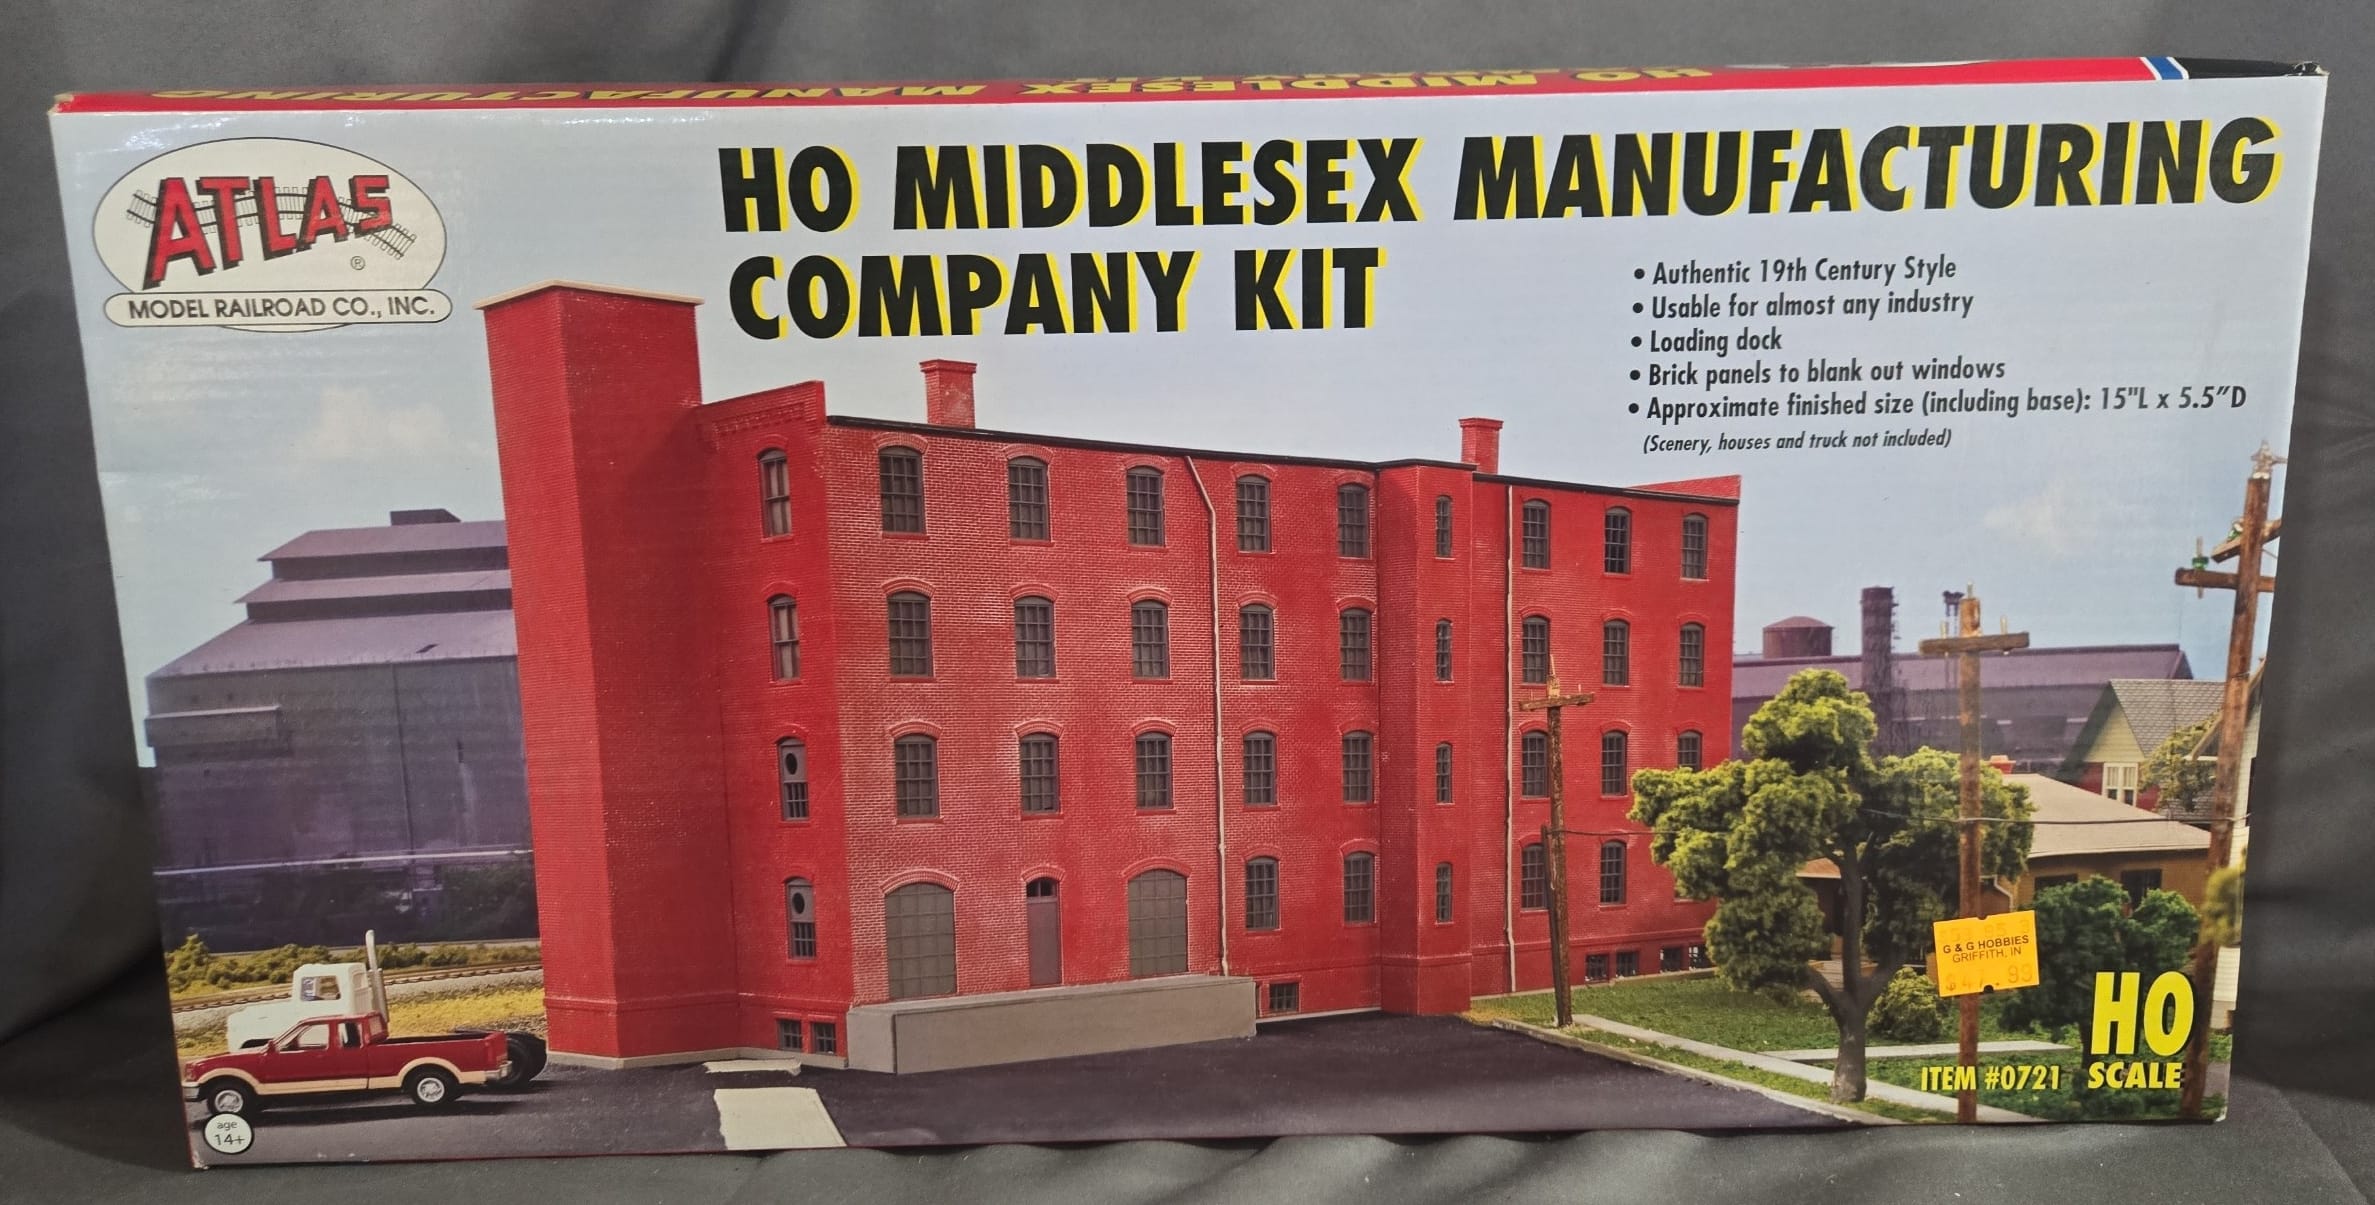 HO MIDDLESEX MANUFACTURING
ATLAS
®
MODEL RAILROAD CO., INC.
HO MIDDLESEX MANUFACTURING
COMPANY KIT
• Authentic 19th Century Style
• Usable for almost any industry
• Loading dock
• Brick panels to blank out windows
• Approximate finished size (including base): 15"L x 5.5"D
(Scenery, houses and truck not included)
G & G HOBBIES
GRIFFITH, IN
HO
ITEM #0721 SCALE
age
14+